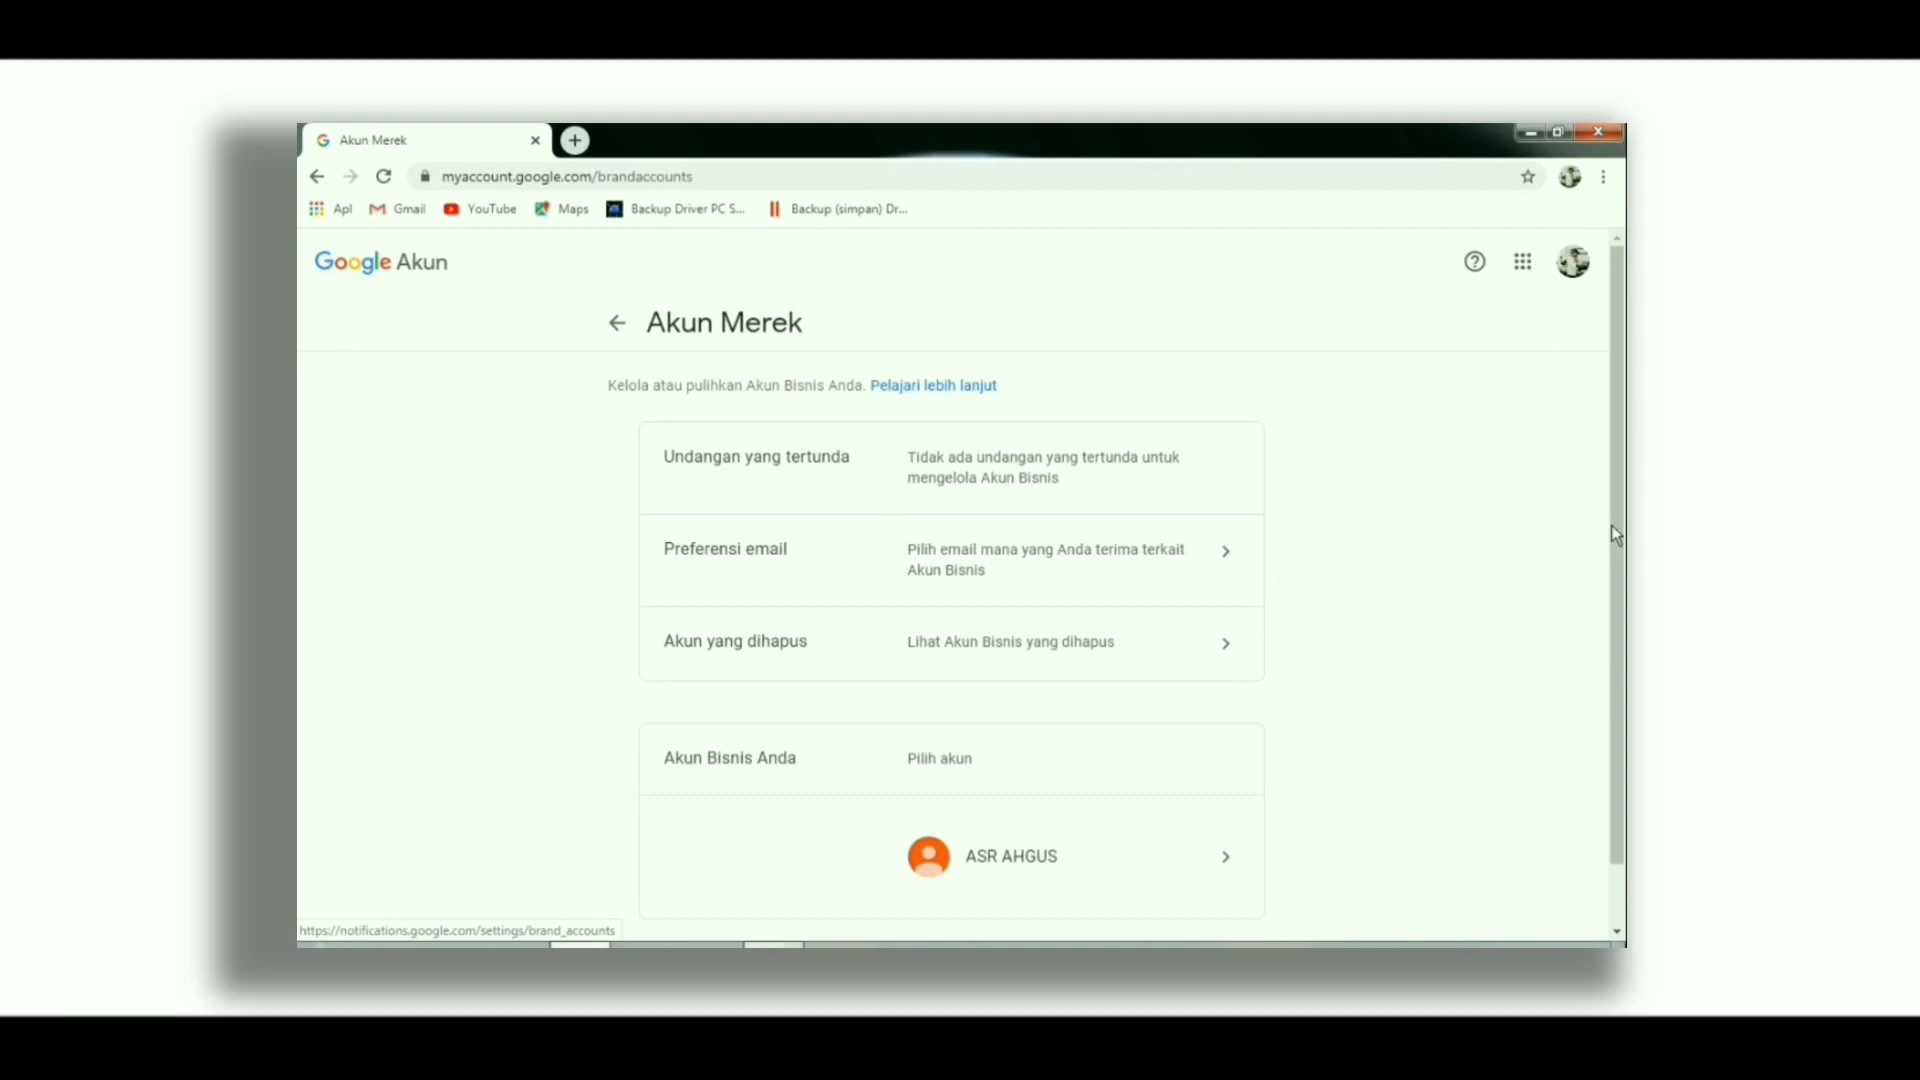 Akun Merek
myaccount.google.com/brandaccounts
Apl Gmail YouTube Maps Backup Driver PC S... Backup (simpan) Dr...
Google Akun
Akun Merek
Kelola atau pulihkan Akun Bisnis Anda. Pelajari lebih lanjut
Undangan yang tertunda
Tidak ada undangan yang tertunda untuk
mengelola Akun Bisnis
Preferensi email
Pilih email mana yang Anda terima terkait
Akun Bisnis
Akun yang dihapus
Lihat Akun Bisnis yang dihapus
Akun Bisnis Anda
Pilih akun
ASR AHGUS
https://notifications.google.com/settings/brand_accounts